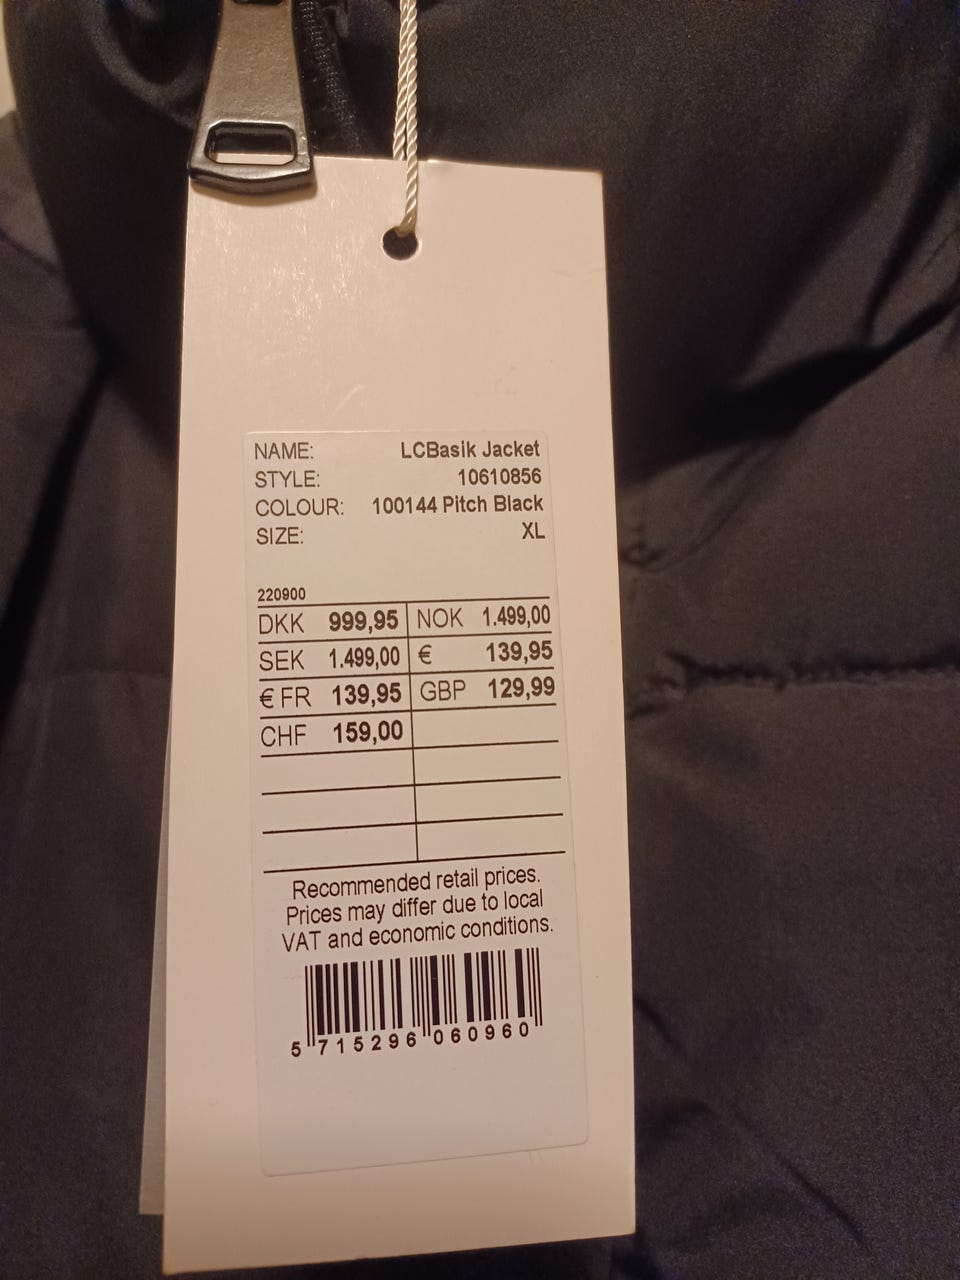 NAME: LCBasik Jacket
STYLE: 10610856
COLOUR: 100144 Pitch Black
SIZE: XL
220900
DKK 999,95 NOK 1.499,00
SEK 1.499,00 € 139,95
€ FR 139,95 GBP 129,99
CHF 159,00
Recommended retail prices.
Prices may differ due to local
VAT and economic conditions.
5 715296 060960